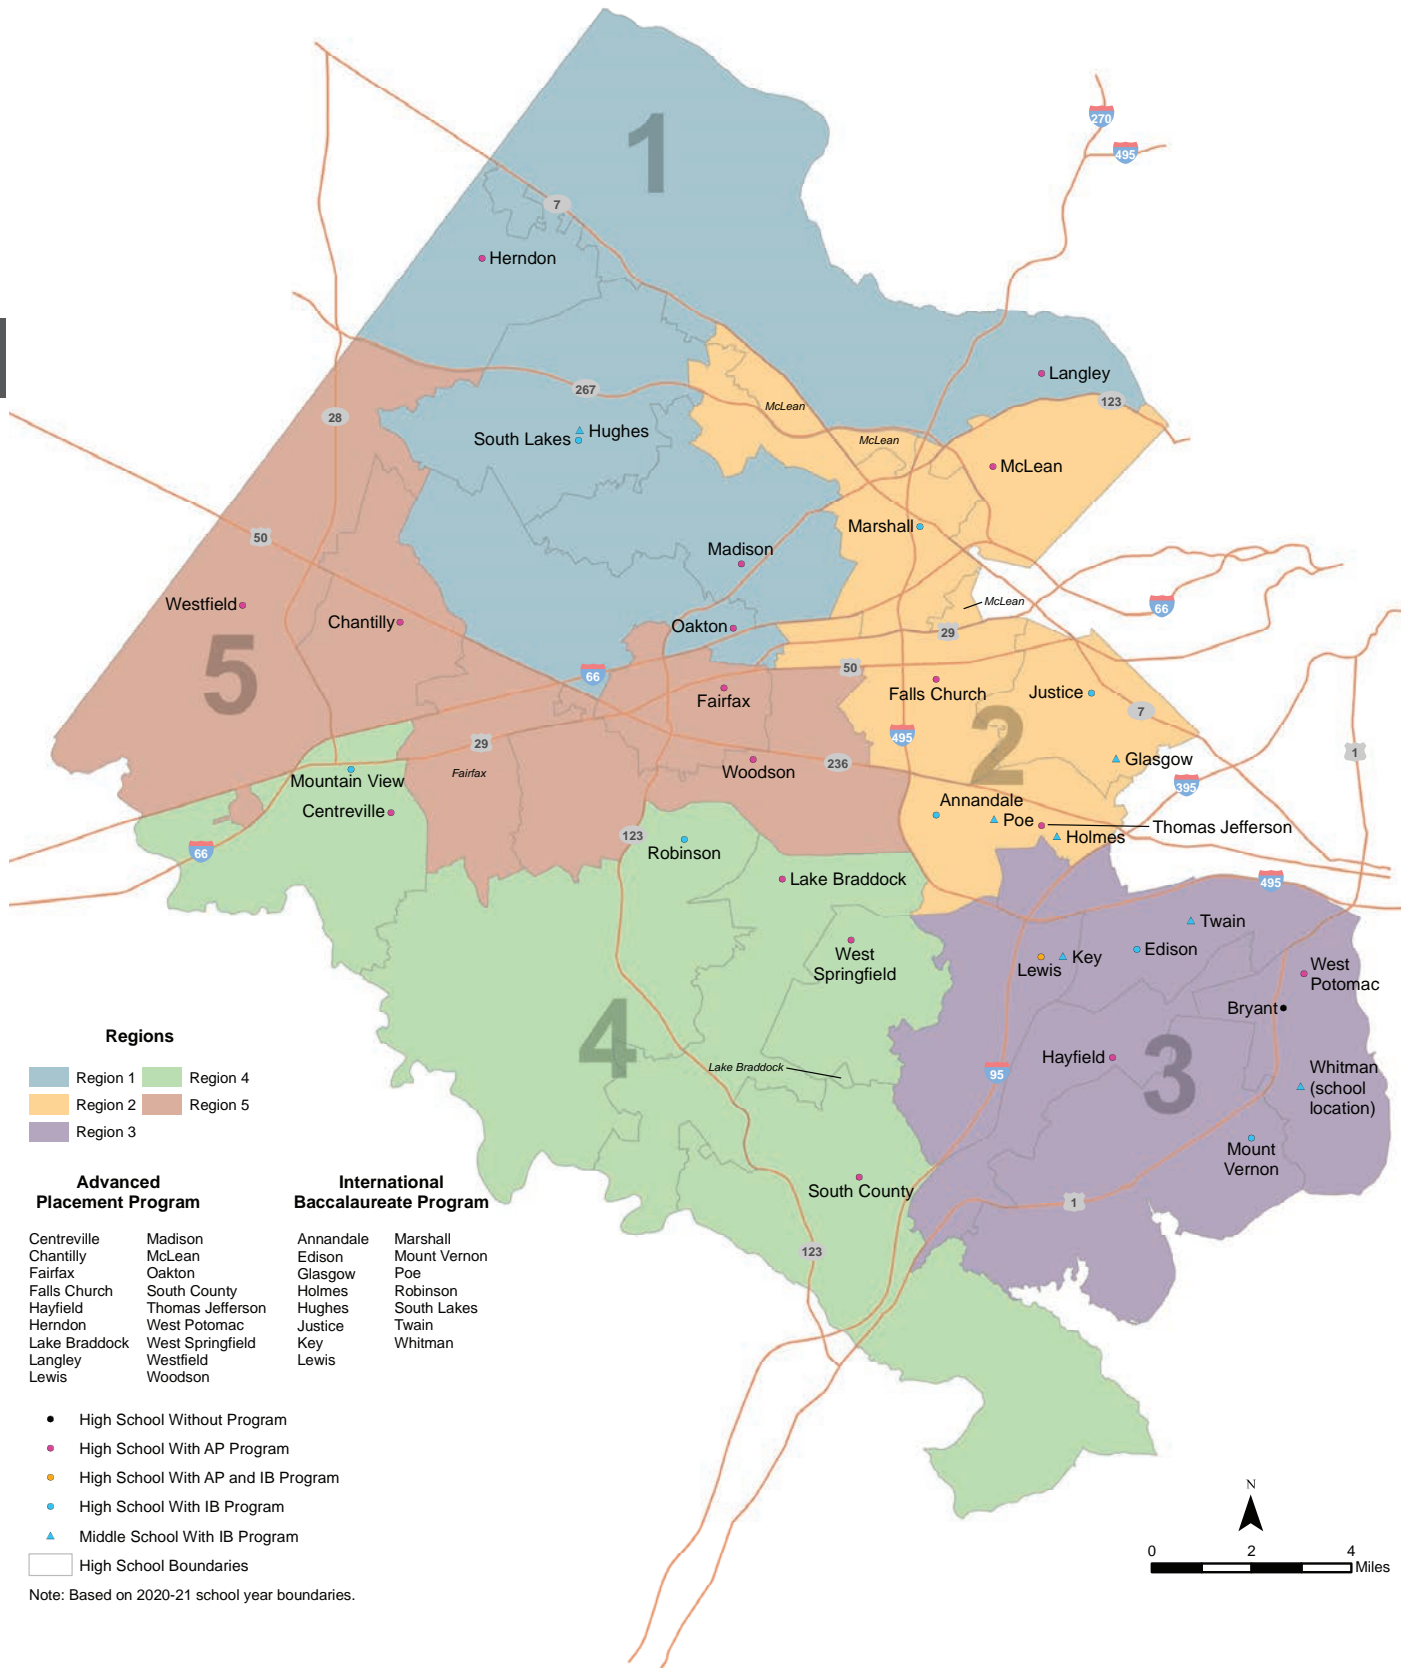 270
495
1
7
Herndon
Langley
267
123
McLean
28
Hughes
South Lakes
McLean
McLean
Marshall
50
Madison
Westfield
McLean
66
Chantilly
Oakton
29
5
50
66
Falls Church
Justice
Fairfax
7
2
495
29
1
Mountain View
Fairfax
Woodson
236
Glasgow
395
Centreville
Annandale
Poe
Thomas Jefferson
66
123
Robinson
Holmes
Lake Braddock
495
Twain
West
Springfield
Edison
Lewis
Key
West
Potomac
Bryant
4
Hayfield
3
Lake Braddock
95
Whitman
(school
location)
Mount
Vernon
South County
1
123
Regions
Region 1
Region 4
Region 2
Region 5
Region 3
Advanced
Placement Program
Centreville
Chantilly
Fairfax
Falls Church
Hayfield
Herndon
Lake Braddock
Langley
Lewis
Madison
McLean
Oakton
South County
Thomas Jefferson
West Potomac
West Springfield
Westfield
Woodson
International
Baccalaureate Program
Annandale
Edison
Glasgow
Holmes
Hughes
Justice
Key
Lewis
Marshall
Mount Vernon
Poe
Robinson
South Lakes
Twain
Whitman
High School Without Program
High School With AP Program
High School With AP and IB Program
High School With IB Program
Middle School With IB Program
High School Boundaries
Note: Based on 2020-21 school year boundaries.
N
0 2 4
Miles